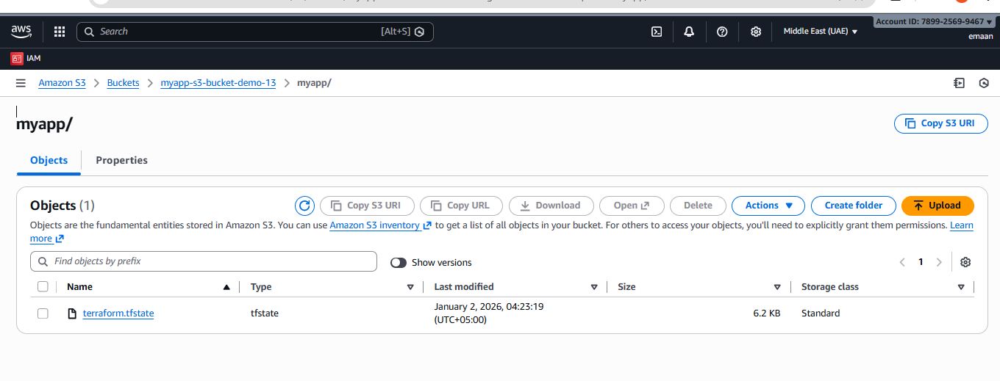 aws
Search
[Alt+S]
Middle East (UAE)
Account ID: 7899-2569-9467
emaan
IAM
Amazon S3
Buckets
myapp-s3-bucket-demo-13
myapp/
myapp/
Copy S3 URI
Objects
Properties
Objects (1)
Copy S3 URI
Copy URL
Download
Open
Delete
Actions
Create folder
Upload
Objects are the fundamental entities stored in Amazon S3. You can use Amazon S3 inventory to get a list of all objects in your bucket. For others to access your objects, you'll need to explicitly grant them permissions. Learn
more
Find objects by prefix
Show versions
1
Name
Type
Last modified
Size
Storage class
terraform.tfstate
tfstate
January 2, 2026, 04:23:19
(UTC+05:00)
6.2 KB
Standard